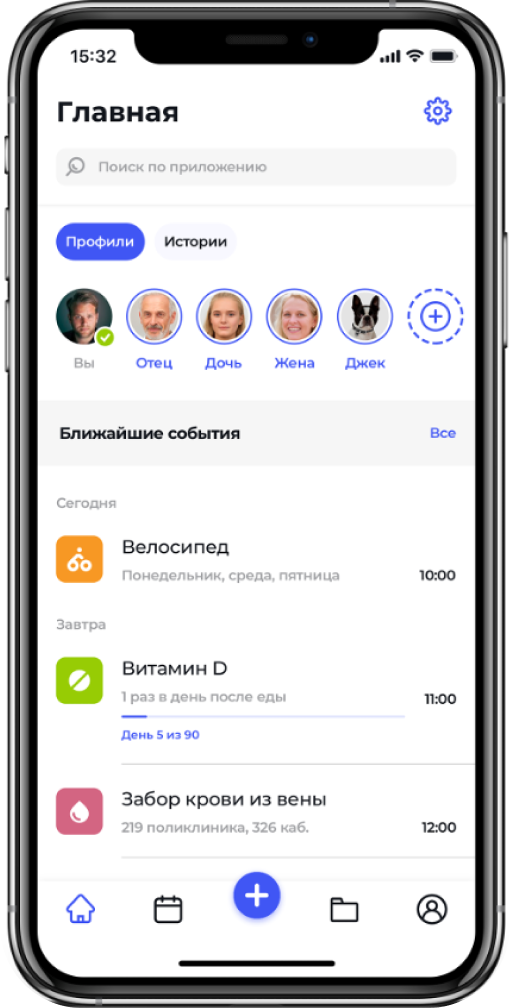 15:32
Главная
Поиск по приложению
Профили
Истории
Вы
Отец
Дочь
Жена
Джек
Ближайшие события
Все
Сегодня
Велосипед
Понедельник, среда, пятница
10:00
Завтра
Витамин D
1 раз в день после еды
11:00
День 5 из 90
Забор крови из вены
219 поликлиника, 326 каб.
12:00